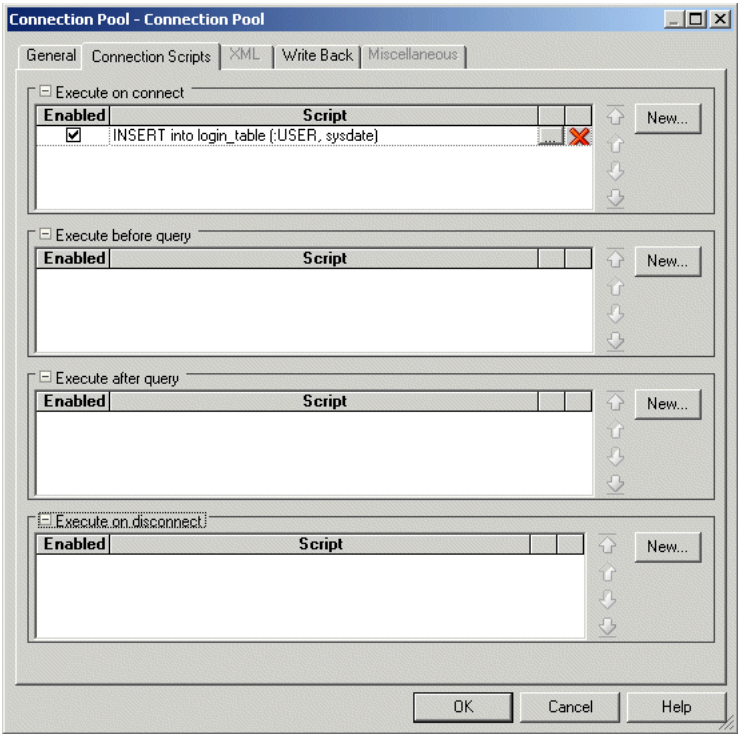 Connection Pool - Connection Pool
General Connection Scripts XML Write Back Miscellaneous
Execute on connect
Enabled Script
INSERT into login_table (:USER, sysdate) ...
New...
Execute before query
Enabled Script
New...
Execute after query
Enabled Script
New...
Execute on disconnect
Enabled Script
New...
OK Cancel Help